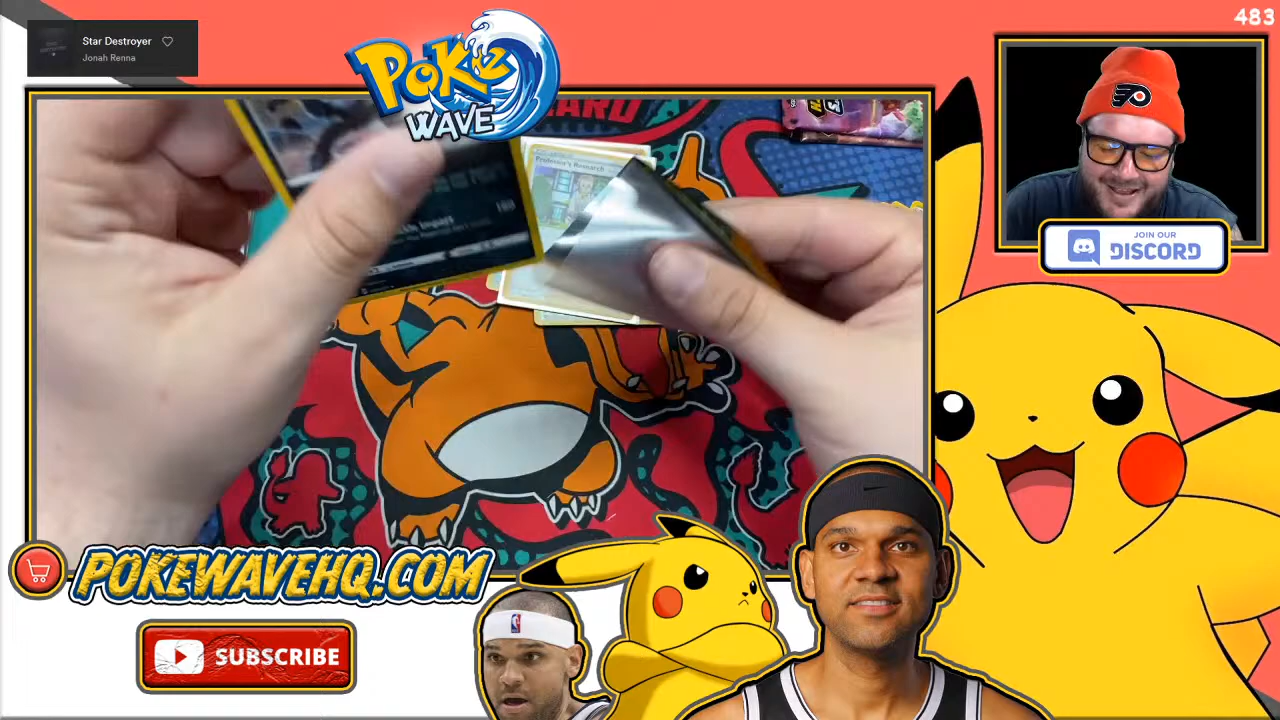 483
Star Destroyer
Jonah Renna
POKE
WAVE
Professor's Research
JOIN OUR
DISCORD
POKEWAVEHQ.COM
SUBSCRIBE